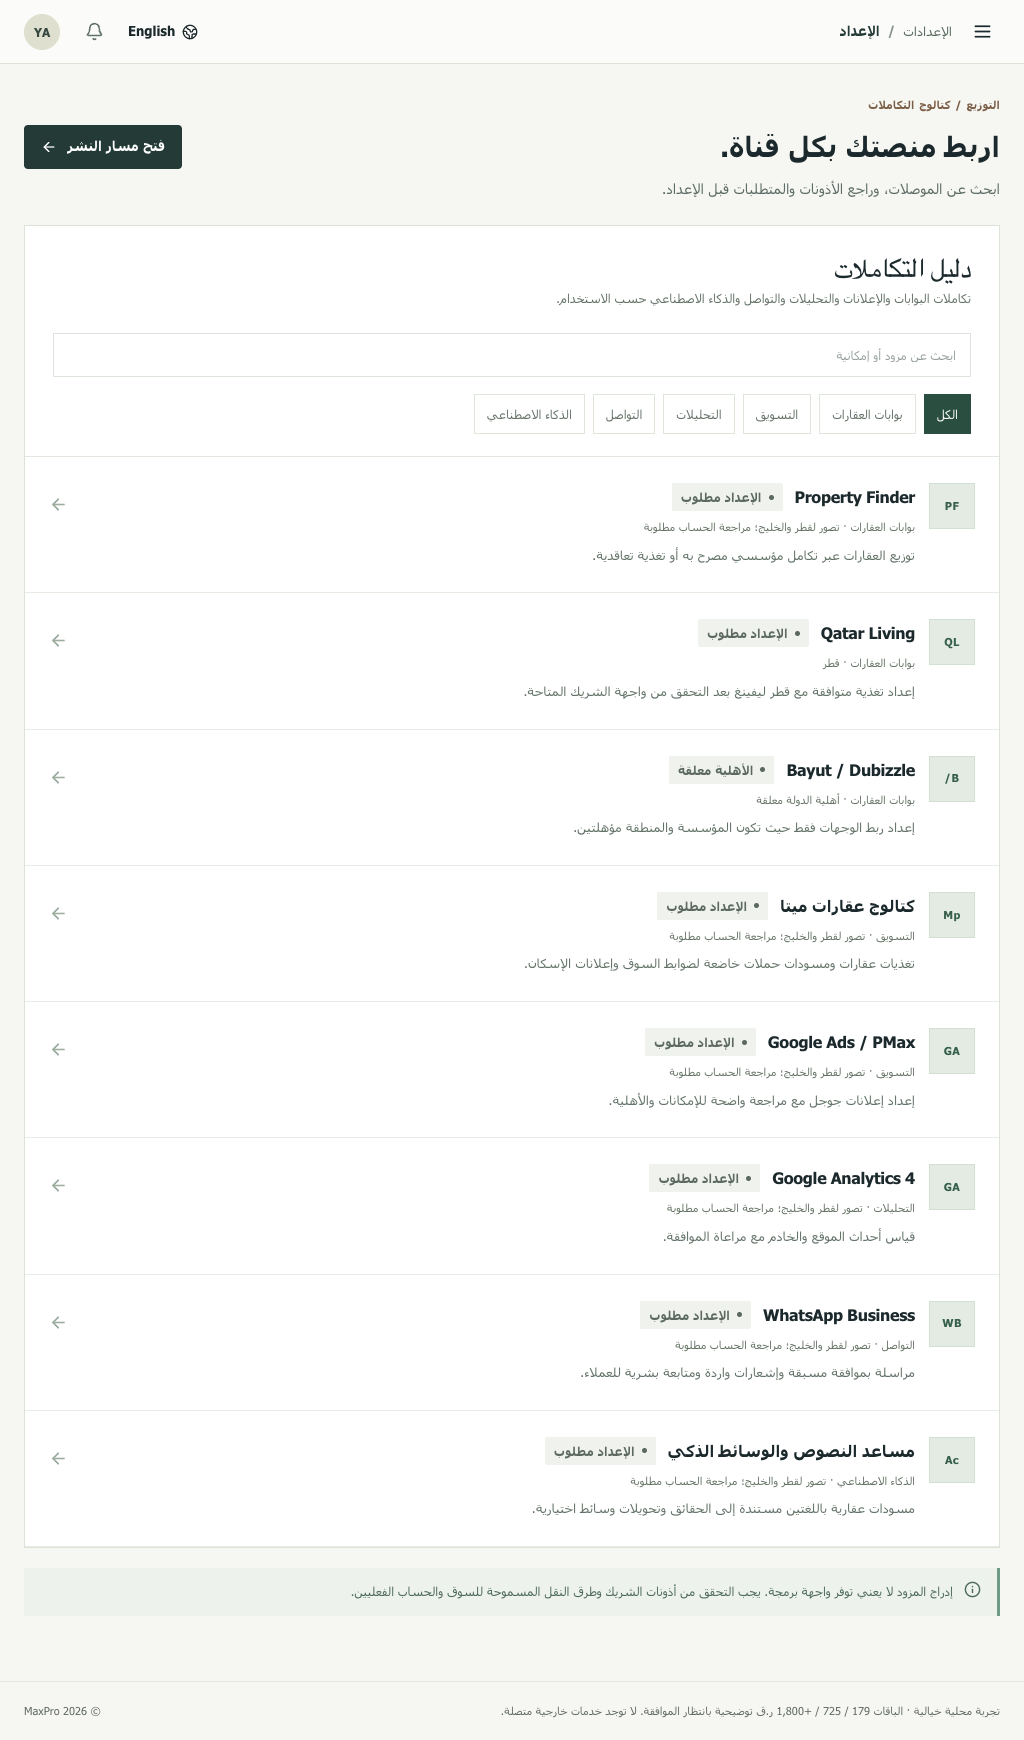 الإعدادات / الإعداد
English
YA
التوزيع / كتالوج التكاملات
اربط منصتك بكل قناة.
فتح مسار النشر
ابحث عن الموصلات، وراجع الأذونات والمتطلبات قبل الإعداد.
دليل التكاملات
تكاملات البوابات والإعلانات والتحليلات والتواصل والذكاء الاصطناعي حسب الاستخدام.
ابحث عن مزود أو إمكانية
الكل
بوابات العقارات
التسويق
التحليلات
التواصل
الذكاء الاصطناعي
PF
Property Finder
الإعداد مطلوب
بوابات العقارات · تصور لقطر والخليج؛ مراجعة الحساب مطلوبة
توزيع العقارات عبر تكامل مؤسسي مصرح به أو تغذية تعاقدية.
QL
Qatar Living
الإعداد مطلوب
بوابات العقارات · قطر
إعداد تغذية متوافقة مع قطر ليفينغ بعد التحقق من واجهة الشريك المتاحة.
B/
Bayut / Dubizzle
الأهلية معلقة
بوابات العقارات · أهلية الدولة معلقة
إعداد ربط الوجهات فقط حيث تكون المؤسسة والمنطقة مؤهلتين.
Mp
كتالوج عقارات ميتا
الإعداد مطلوب
التسويق · تصور لقطر والخليج؛ مراجعة الحساب مطلوبة
تغذيات عقارات ومسودات حملات خاضعة لضوابط السوق وإعلانات الإسكان.
GA
Google Ads / PMax
الإعداد مطلوب
التسويق · تصور لقطر والخليج؛ مراجعة الحساب مطلوبة
إعداد إعلانات جوجل مع مراجعة واضحة للإمكانات والأهلية.
GA
Google Analytics 4
الإعداد مطلوب
التحليلات · تصور لقطر والخليج؛ مراجعة الحساب مطلوبة
قياس أحداث الموقع والخادم مع مراعاة الموافقة.
WB
WhatsApp Business
الإعداد مطلوب
التواصل · تصور لقطر والخليج؛ مراجعة الحساب مطلوبة
مراسلة بموافقة مسبقة وإشعارات واردة ومتابعة بشرية للعملاء.
Ac
مساعد النصوص والوسائط الذكي
الإعداد مطلوب
الذكاء الاصطناعي · تصور لقطر والخليج؛ مراجعة الحساب مطلوبة
مسودات عقارية باللغتين مستندة إلى الحقائق وتحويلات وسائط اختيارية.
إدراج المزود لا يعني توفر واجهة برمجة. يجب التحقق من أذونات الشريك وطرق النقل المسموحة للسوق والحساب الفعليين.
تجربة محلية خيالية · الباقات 179 / 725 / +1,800 ر.ق توضيحية بانتظار الموافقة. لا توجد خدمات خارجية متصلة.
© 2026 MaxPro